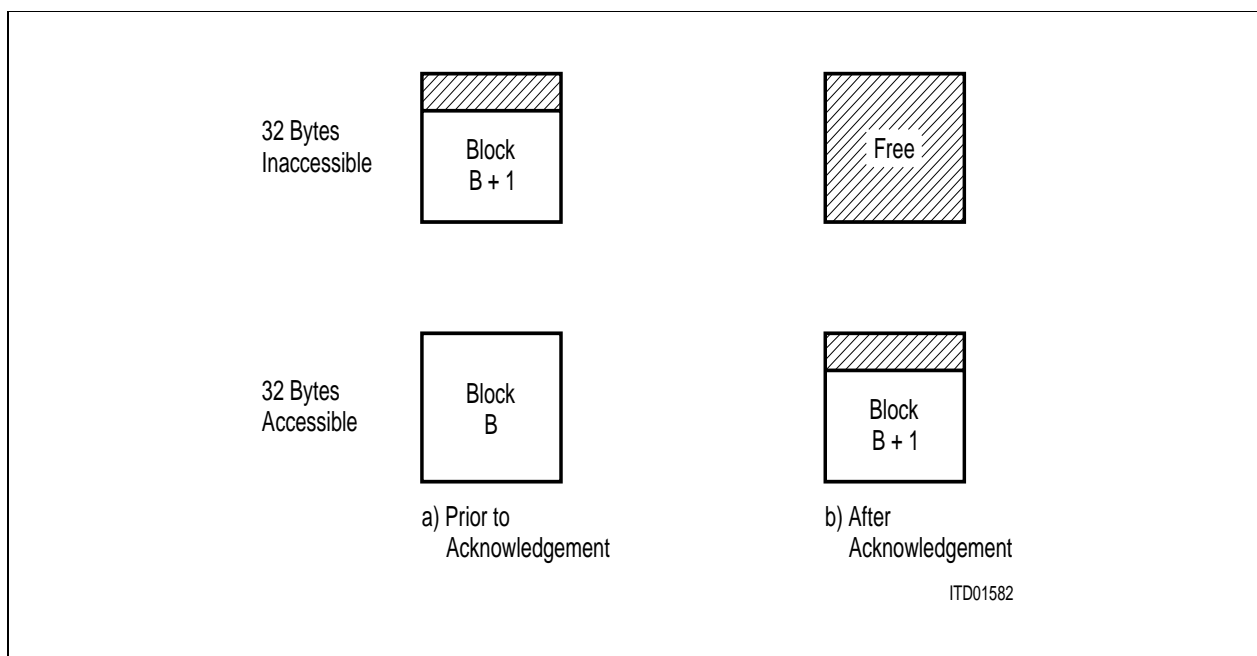 32 Bytes
Inaccessible
Block
B + 1
Free
32 Bytes
Accessible
Block
B
Block
B + 1
a) Prior to
Acknowledgement
b) After
Acknowledgement
ITD01582